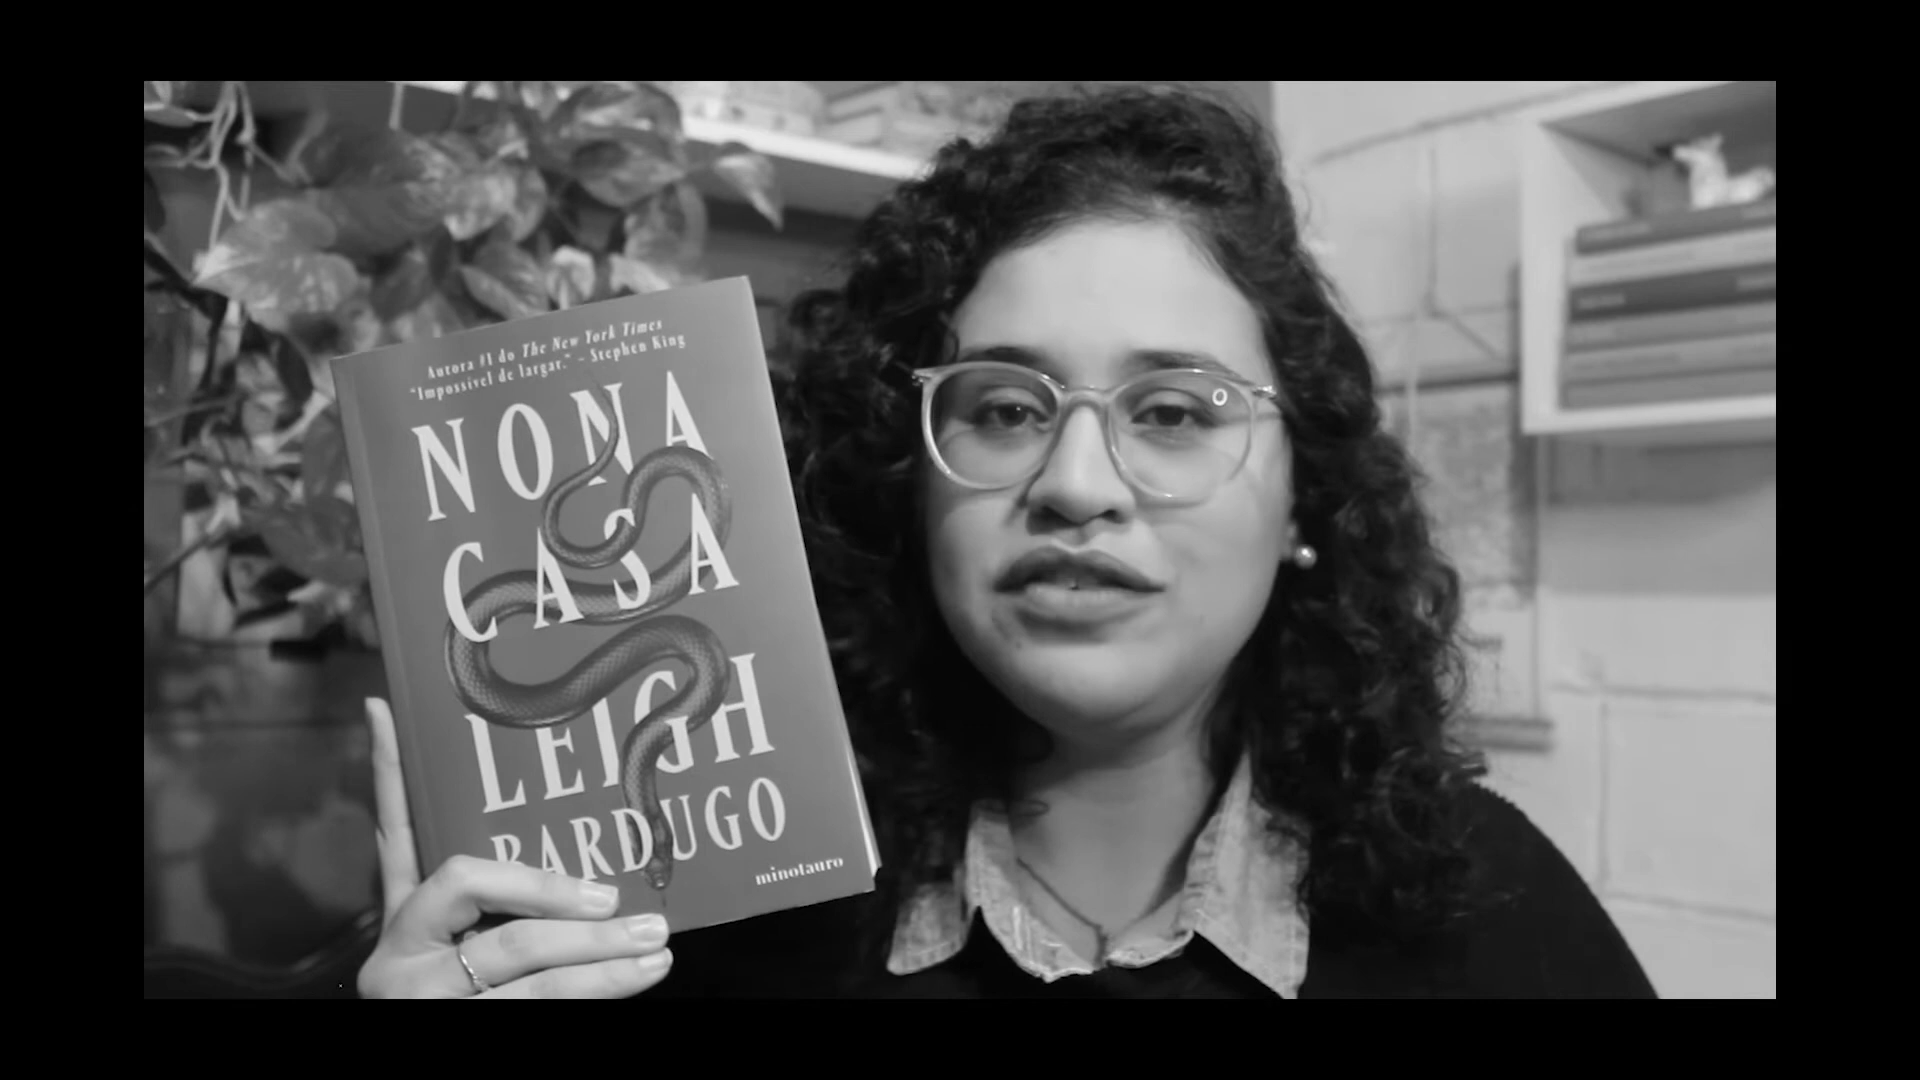 Autora #1 do The New York Times
“Impossível de largar.” – Stephen King
NONA
CASA
LEIGH
BARDUGO
minotauro